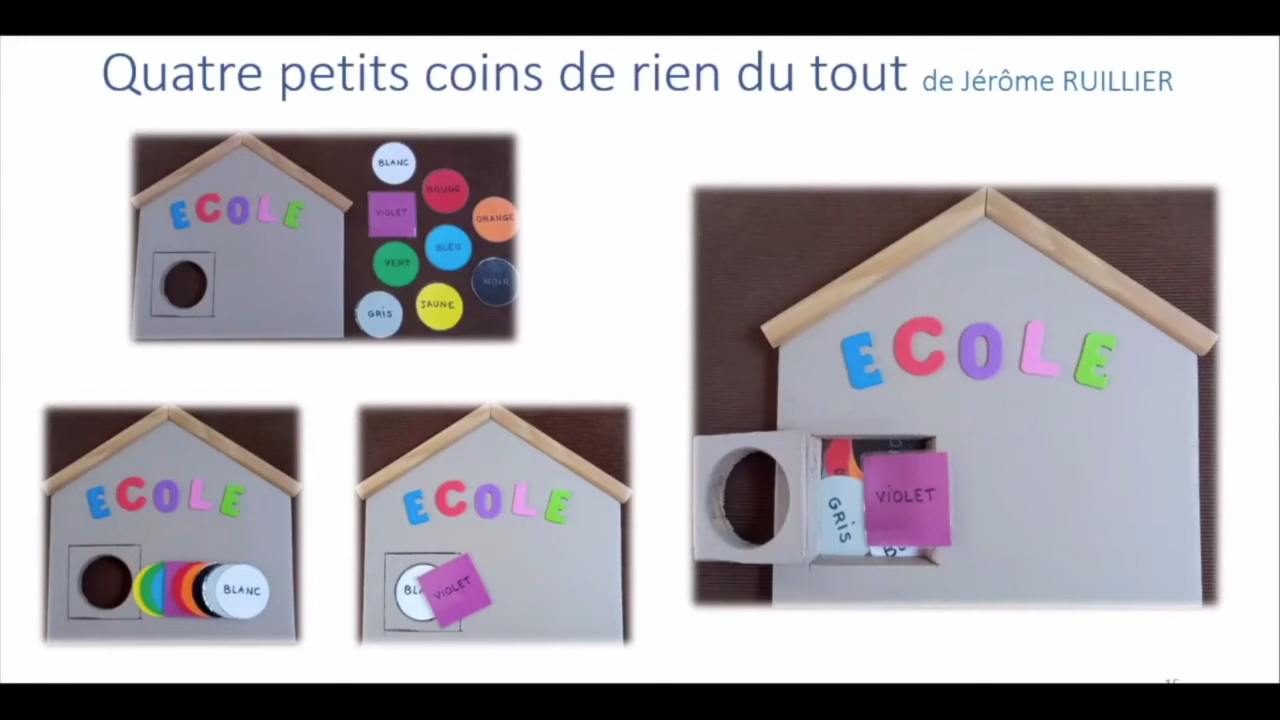 Quatre petits coins de rien du tout de Jérôme RUILLIER
ECOLE
BLANC
ROUGE
VIOLET
ORANGE
BLEU
VERT
NOIR
JAUNE
GRIS
ECOLE
BLANC
ECOLE
VIOLET
ECOLE
VIOLET
GRIS